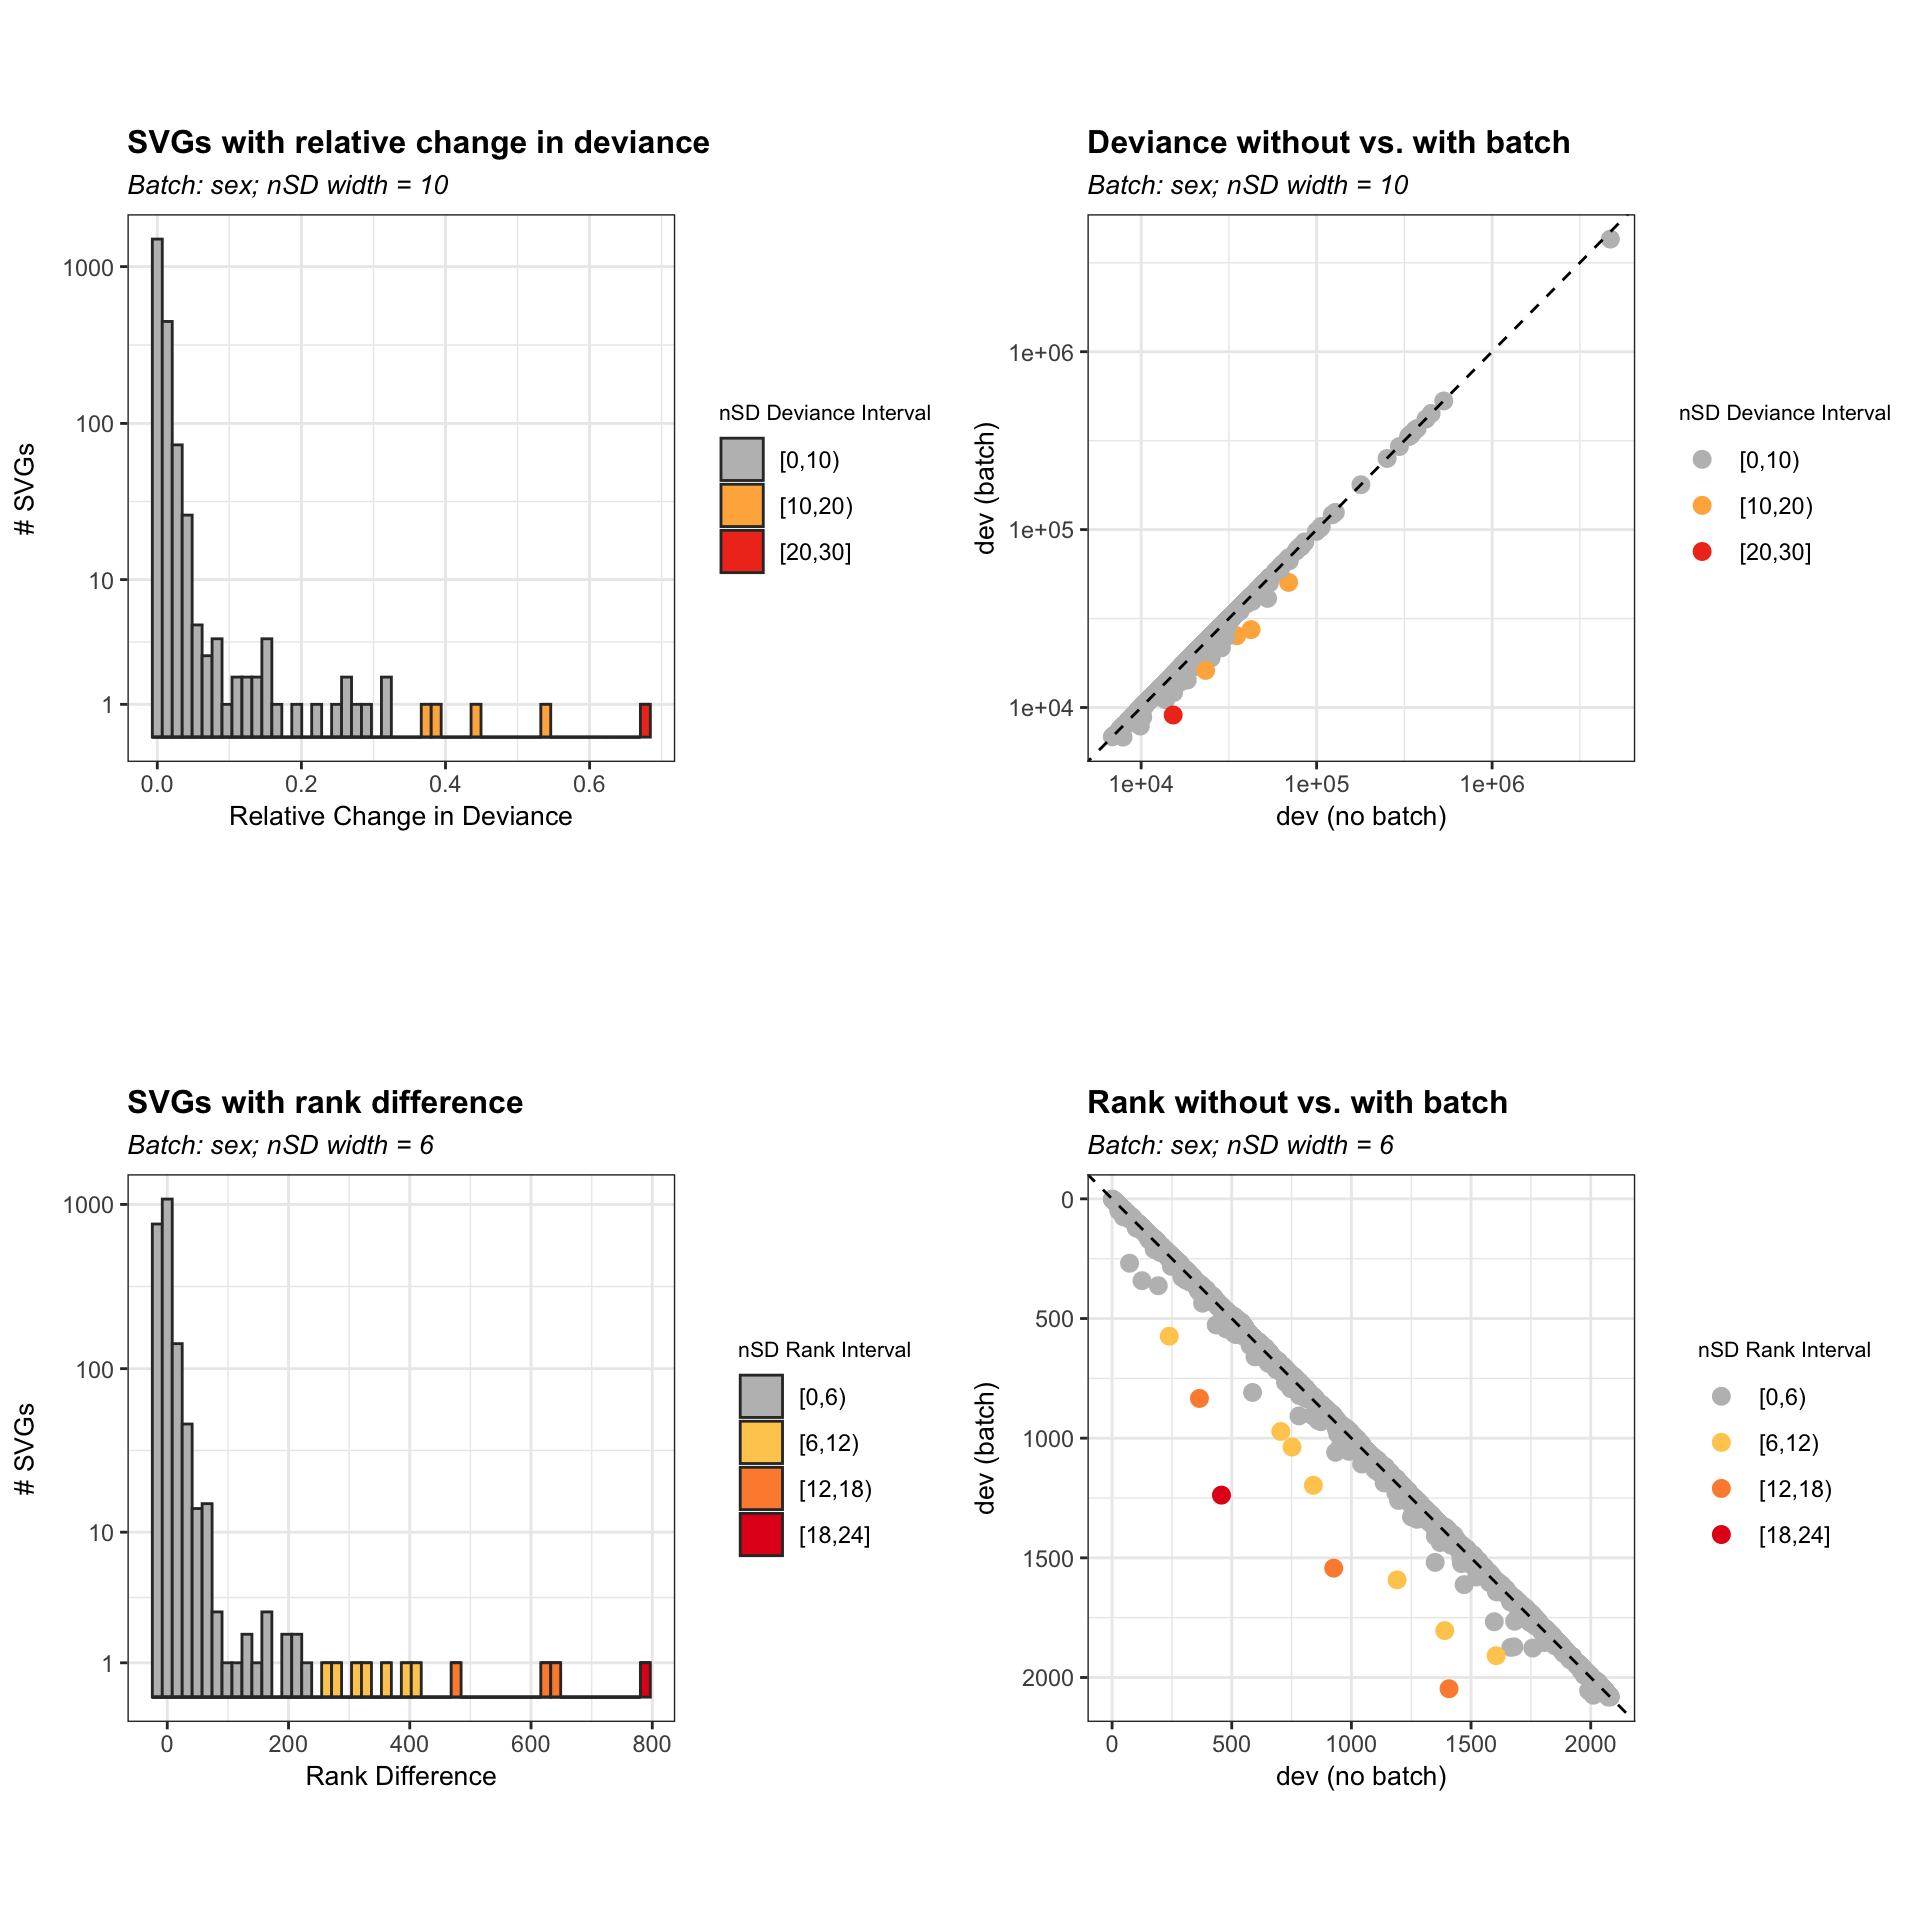 SVGs with relative change in deviance
Batch: sex; nSD width = 10
# SVGs
1000
100
10
1
0.0
0.2
0.4
0.6
Relative Change in Deviance
nSD Deviance Interval
[0,10)
[10,20)
[20,30]
Deviance without vs. with batch
Batch: sex; nSD width = 10
dev (batch)
1e+06
1e+05
1e+04
1e+04
1e+05
1e+06
dev (no batch)
nSD Deviance Interval
[0,10)
[10,20)
[20,30]
SVGs with rank difference
Batch: sex; nSD width = 6
# SVGs
1000
100
10
1
0
200
400
600
800
Rank Difference
nSD Rank Interval
[0,6)
[6,12)
[12,18)
[18,24]
Rank without vs. with batch
Batch: sex; nSD width = 6
dev (batch)
0
500
1000
1500
2000
0
500
1000
1500
2000
dev (no batch)
nSD Rank Interval
[0,6)
[6,12)
[12,18)
[18,24]